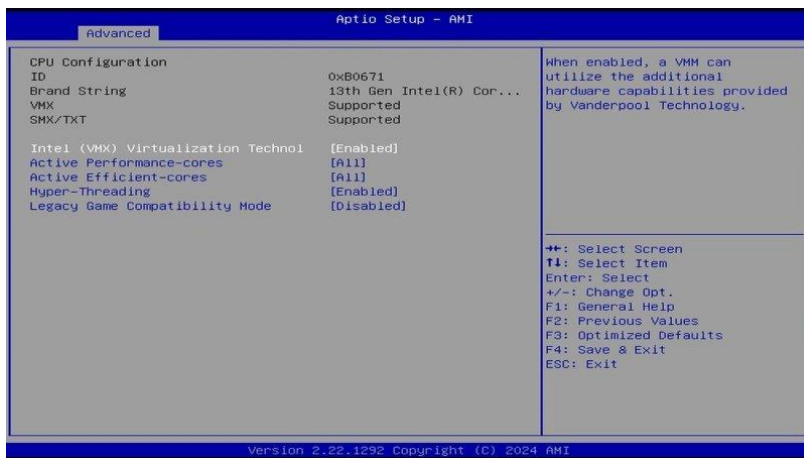 Aptio Setup - AMI
Advanced
CPU Configuration
ID 0xB0671
Brand String 13th Gen Intel(R) Cor...
VMX Supported
SMX/TXT Supported
Intel (VMX) Virtualization Technol [Enabled]
Active Performance-cores [All]
Active Efficient-cores [All]
Hyper-Threading [Enabled]
Legacy Game Compatibility Mode [Disabled]
When enabled, a VMM can
utilize the additional
hardware capabilities provided
by Vanderpool Technology.
→←: Select Screen
↑↓: Select Item
Enter: Select
+/-: Change Opt.
F1: General Help
F2: Previous Values
F3: Optimized Defaults
F4: Save & Exit
ESC: Exit
Version 2.22.1292 Copyright (C) 2024 AMI